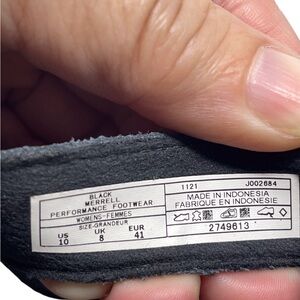 BLACK
MERRELL
PERFORMANCE FOOTWEAR
WOMENS-FEMMES
SIZE-GRANDEUR
US UK EUR
10 8 41
1121 J002684
MADE IN INDONESIA
FABRIQUE EN INDONESIE
2749613